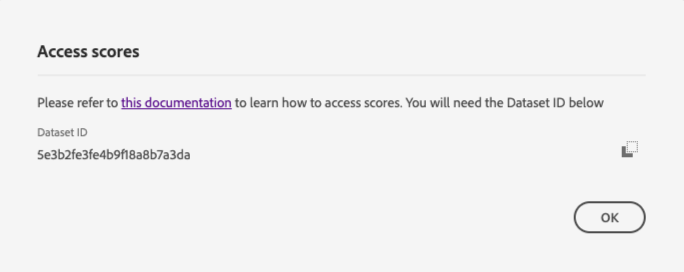 Access scores
Please refer to this documentation to learn how to access scores. You will need the Dataset ID below
Dataset ID
5e3b2fe3fe4b9f18a8b7a3da
OK